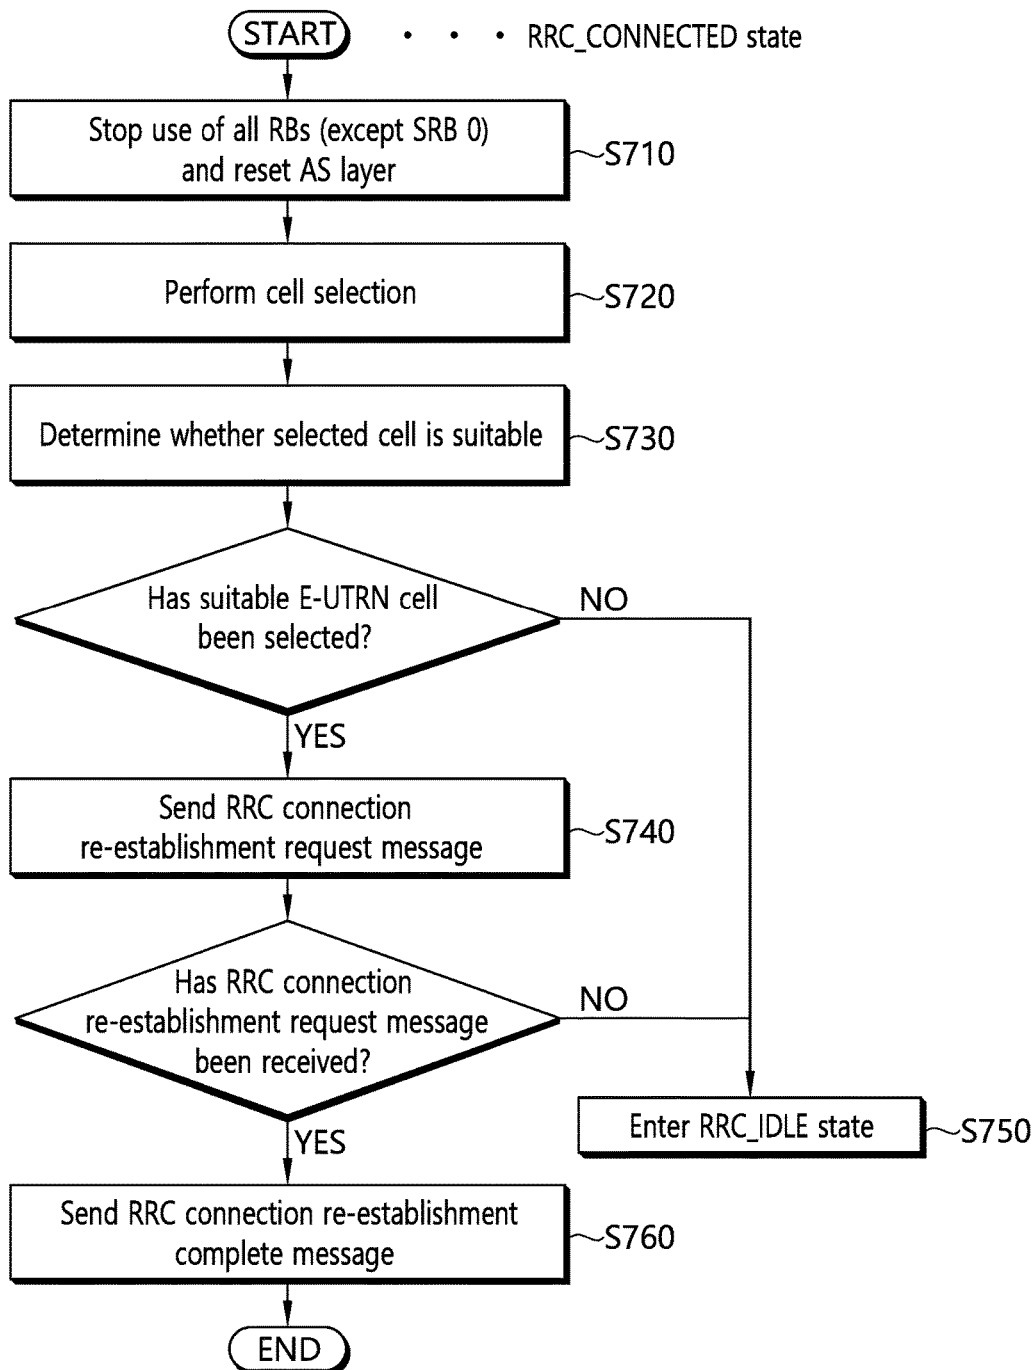 START
· · · RRC_CONNECTED state
Stop use of all RBs (except SRB 0)
and reset AS layer
S710
Perform cell selection
S720
Determine whether selected cell is suitable
S730
Has suitable E-UTRN cell
been selected?
NO
YES
Send RRC connection
re-establishment request message
S740
Has RRC connection
re-establishment request message
been received?
NO
YES
Enter RRC_IDLE state
S750
Send RRC connection re-establishment
complete message
S760
END